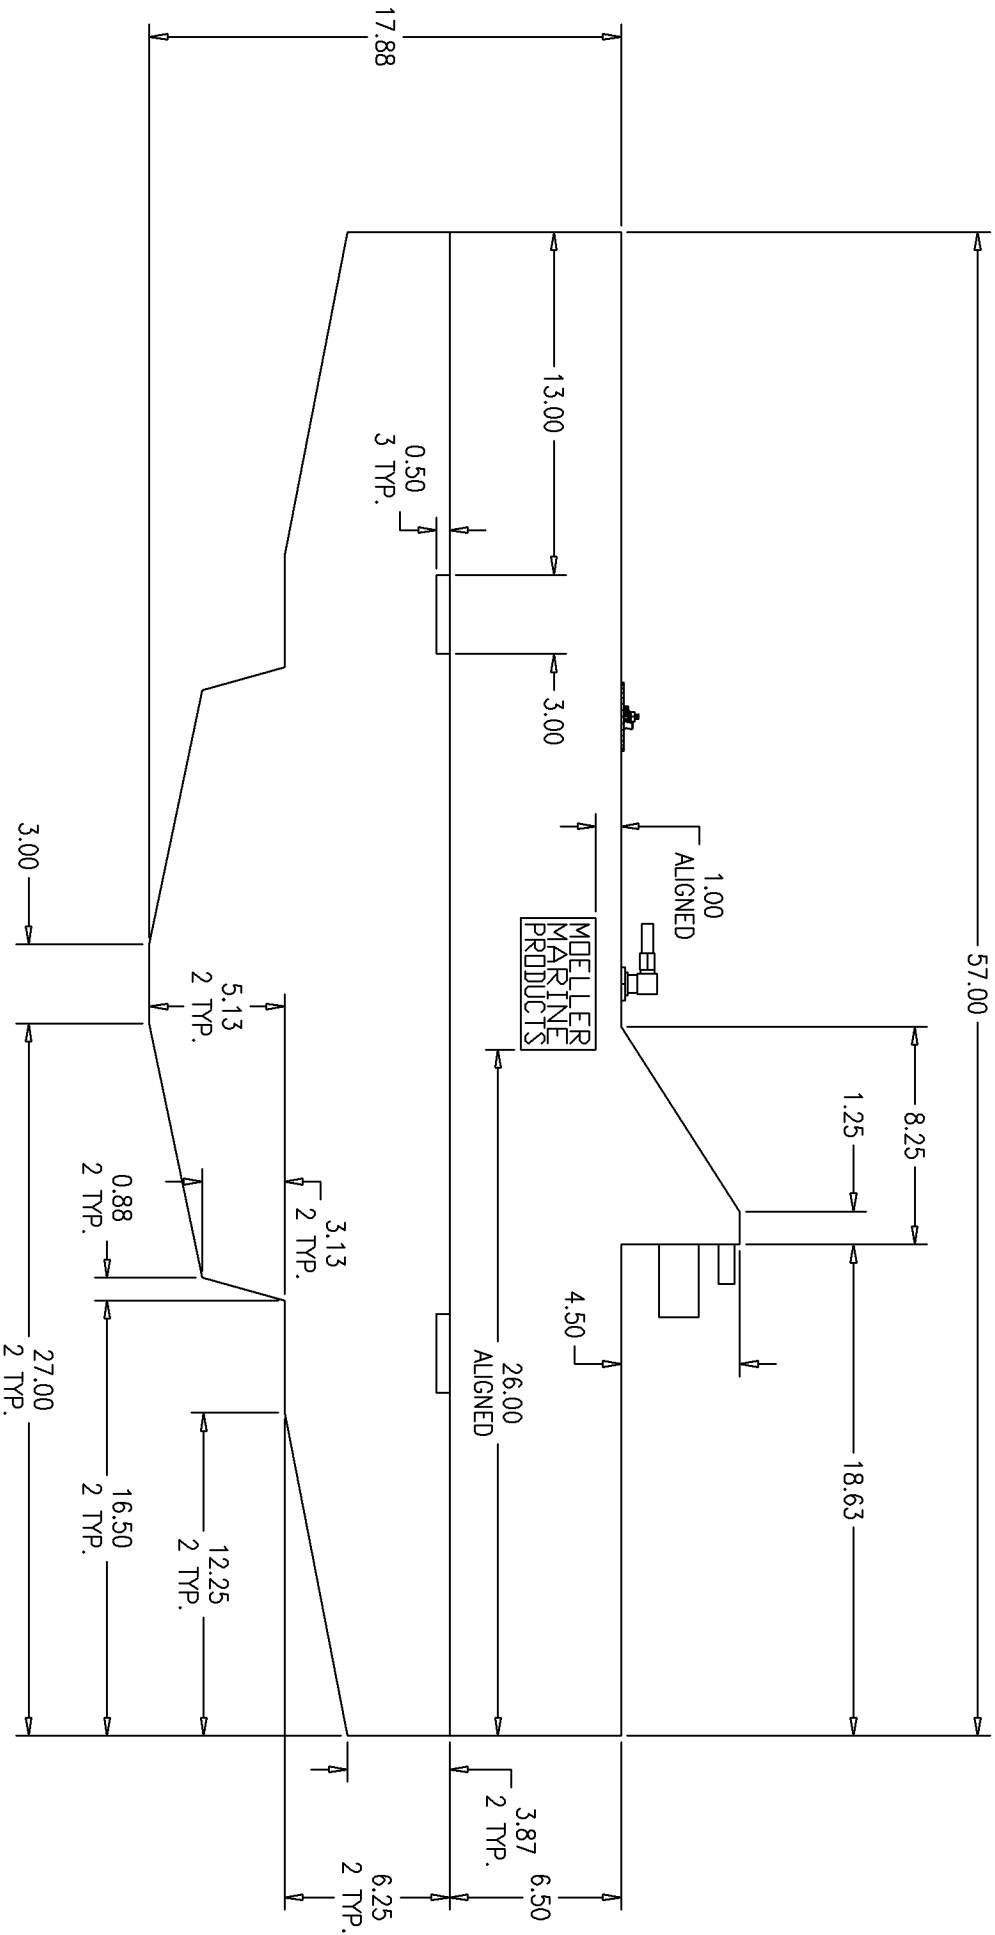 57.00
8.25
1.25
18.63
17.88
13.00
3.00
0.50
3 TYP.
1.00
ALIGNED
MOELLER
MARINE
PRODUCTS
26.00
ALIGNED
4.50
3.87
2 TYP.
6.50
6.25
2 TYP.
3.00
5.13
2 TYP.
3.13
2 TYP.
0.88
2 TYP.
12.25
2 TYP.
16.50
2 TYP.
27.00
2 TYP.